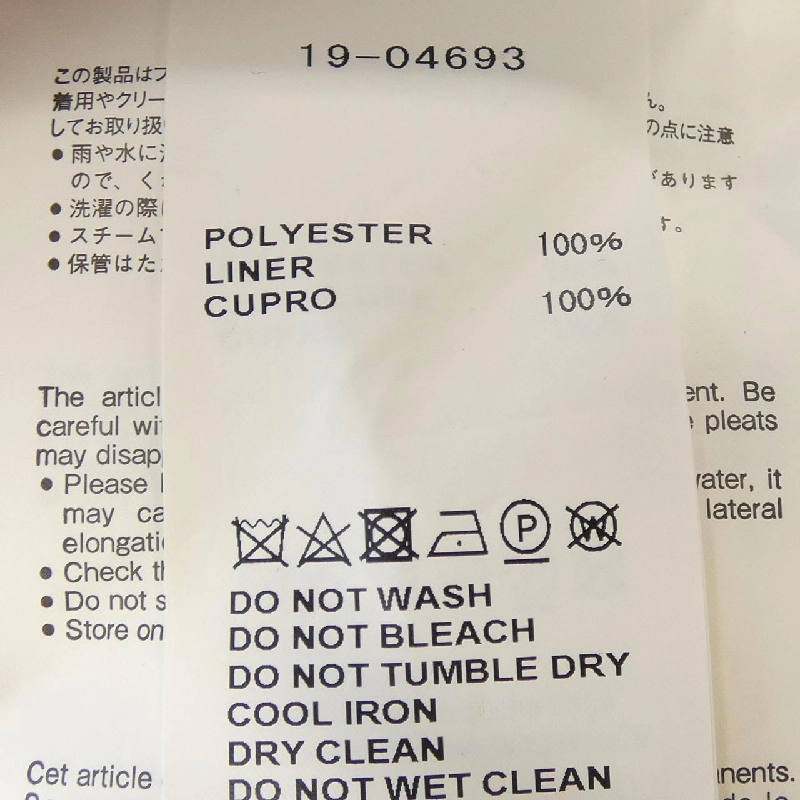 19-04693
この製品は
着用やクリー
ん。
してお取り扱
の点に注意
● 雨や水に
ので、く
があります
● 洗濯の際
す。
● スチーム
● 保管はた
POLYESTER 100%
LINER
CUPRO 100%
The articl
ent. Be
careful wi
pleats
may disap
● Please
water, it
may ca
lateral
elongati
● Check th
● Do not s
● Store on
P
W
DO NOT WASH
DO NOT BLEACH
DO NOT TUMBLE DRY
COOL IRON
DRY CLEAN
DO NOT WET CLEAN
Cet article
nents.